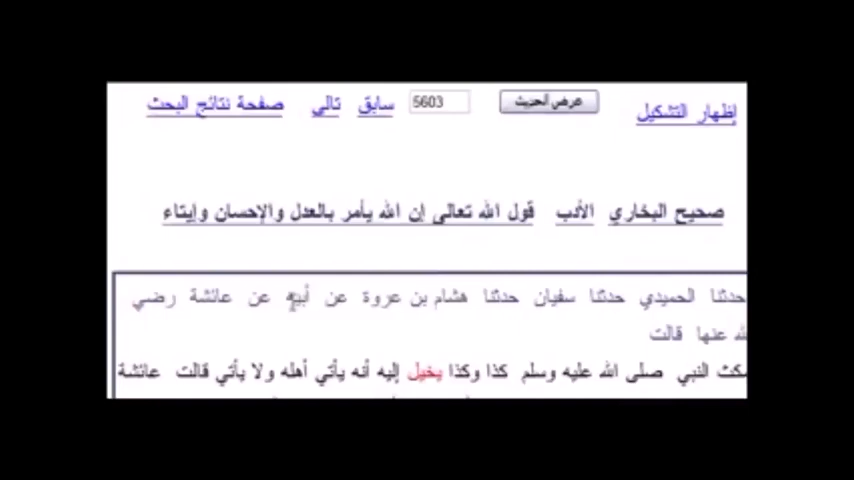 إظهار التشكيل عرض أحديث 5603 سابق تالي صفحة نتائج البحث
صحيح البخاري الأدب قول الله تعالى إن الله يأمر بالعدل والإحسان وإيتاء
حدثنا الحميدي حدثنا سفيان حدثنا هشام بن عروة عن أبيه عن عائشة رضي
لله عنها قالت
مكث النبي صلى الله عليه وسلم كذا وكذا يخيل إليه أنه يأتي أهله ولا يأتي قالت عائشة